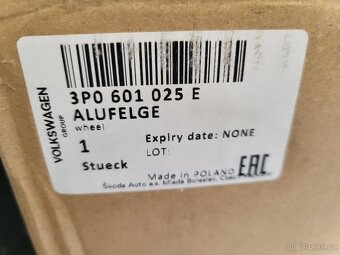 VOLKSWAGEN
GROUP
3P0 601 025 E
ALUFELGE
wheel
1
Expiry date: NONE
Stueck
LOT:
Made in POLAND
EAC
Škoda Auto a.s. Mladá Boleslav, Czech Republic